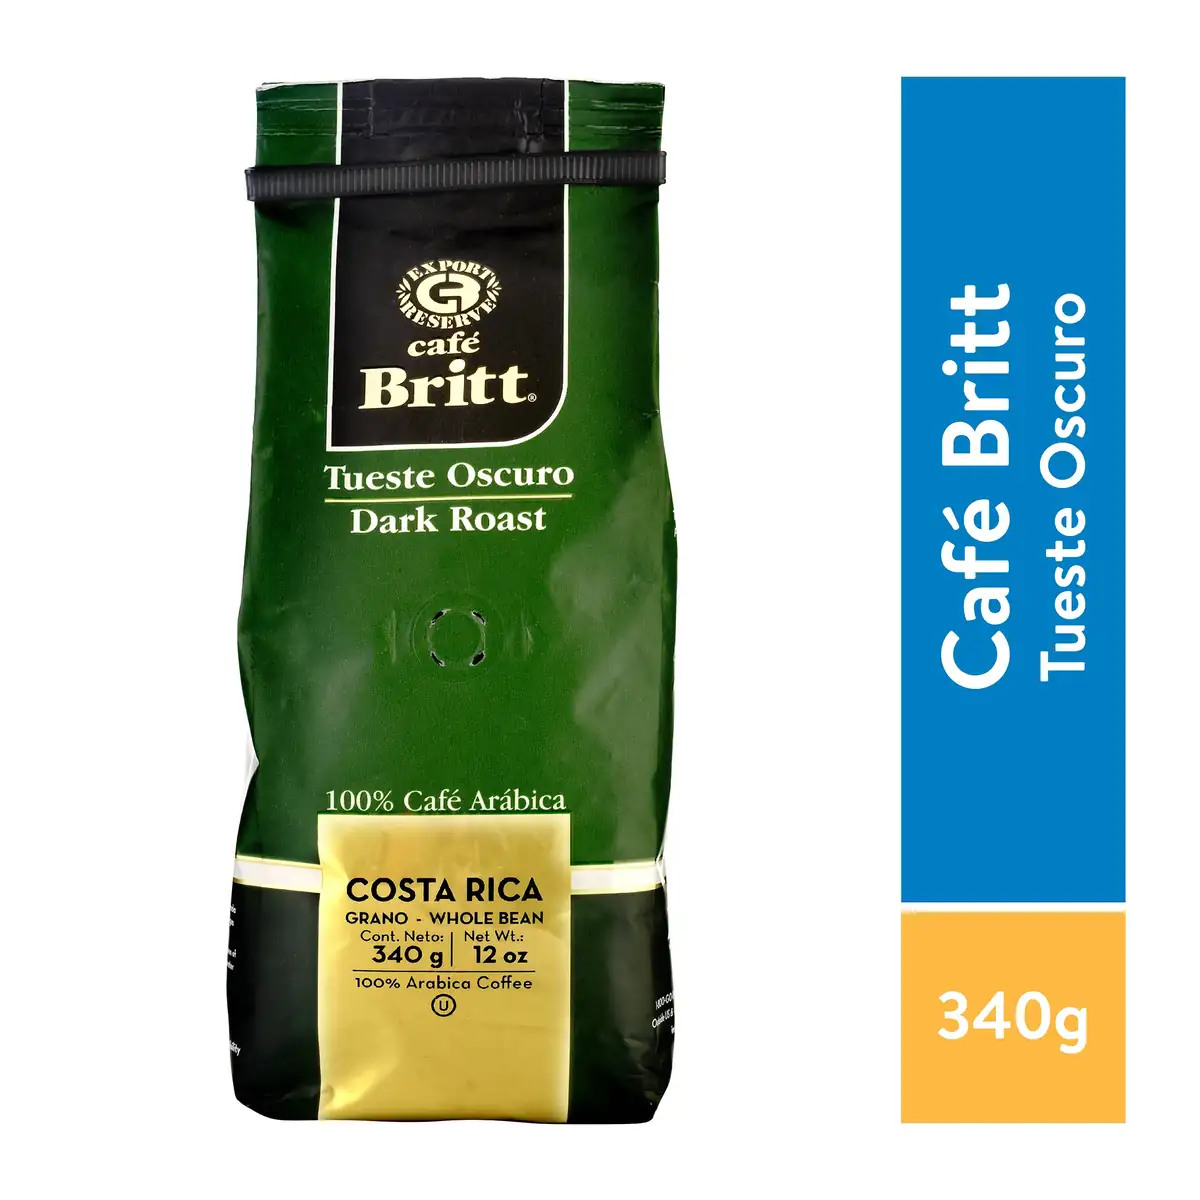 EXPORT
RESERVE
café
Britt®
Tueste Oscuro
Dark Roast
100% Café Arábica
COSTA RICA
GRANO - WHOLE BEAN
Cont. Neto: | Net Wt.:
340 g | 12 oz
100% Arabica Coffee
U
Café Britt
Tueste Oscuro
340g